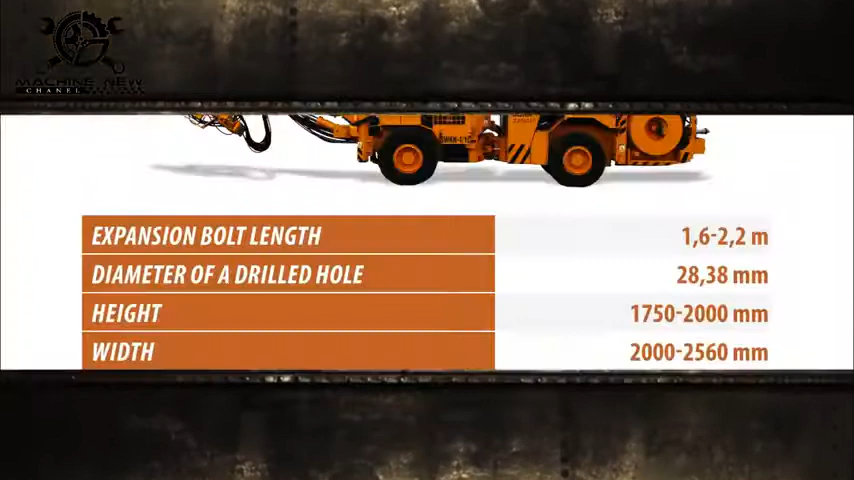 MACHINE NEW
CHANEL
EXPANSION BOLT LENGTH 1,6-2,2 m
DIAMETER OF A DRILLED HOLE 28,38 mm
HEIGHT 1750-2000 mm
WIDTH 2000-2560 mm